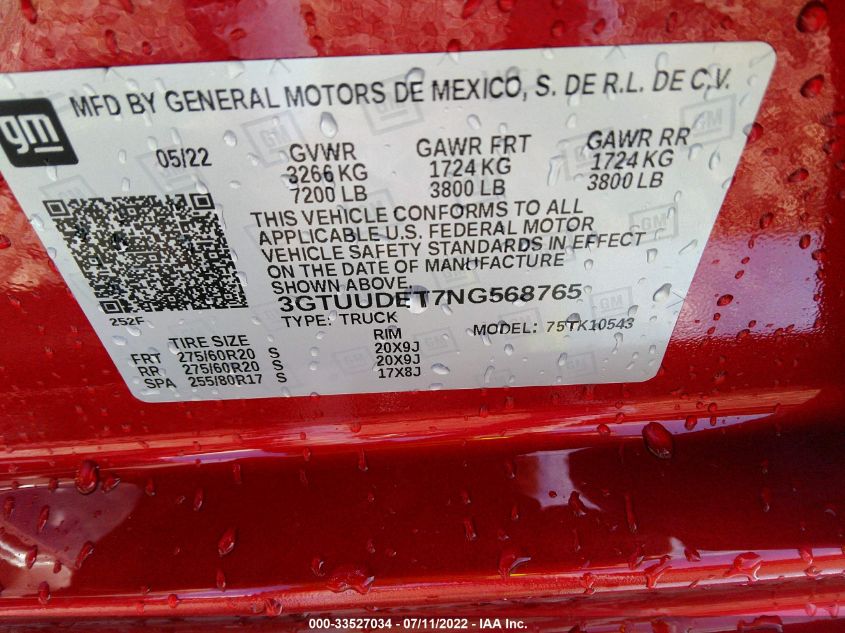 MFD BY GENERAL MOTORS DE MEXICO, S. DE R.L. DE C.V.
gm
05/22 GVWR GAWR FRT GAWR RR
3266 KG 1724 KG 1724 KG
7200 LB 3800 LB 3800 LB
THIS VEHICLE CONFORMS TO ALL
APPLICABLE U.S. FEDERAL MOTOR
VEHICLE SAFETY STANDARDS IN EFFECT
ON THE DATE OF MANUFACTURE
SHOWN ABOVE.
3GTUUDET7NG568765
252F
TYPE: TRUCK MODEL: 75TK10543
TIRE SIZE RIM
FRT 275/60R20 S 20X9J
RR 275/60R20 S 20X9J
SPA 255/80R17 S 17X8J
000-33527034 - 07/11/2022 - IAA Inc.